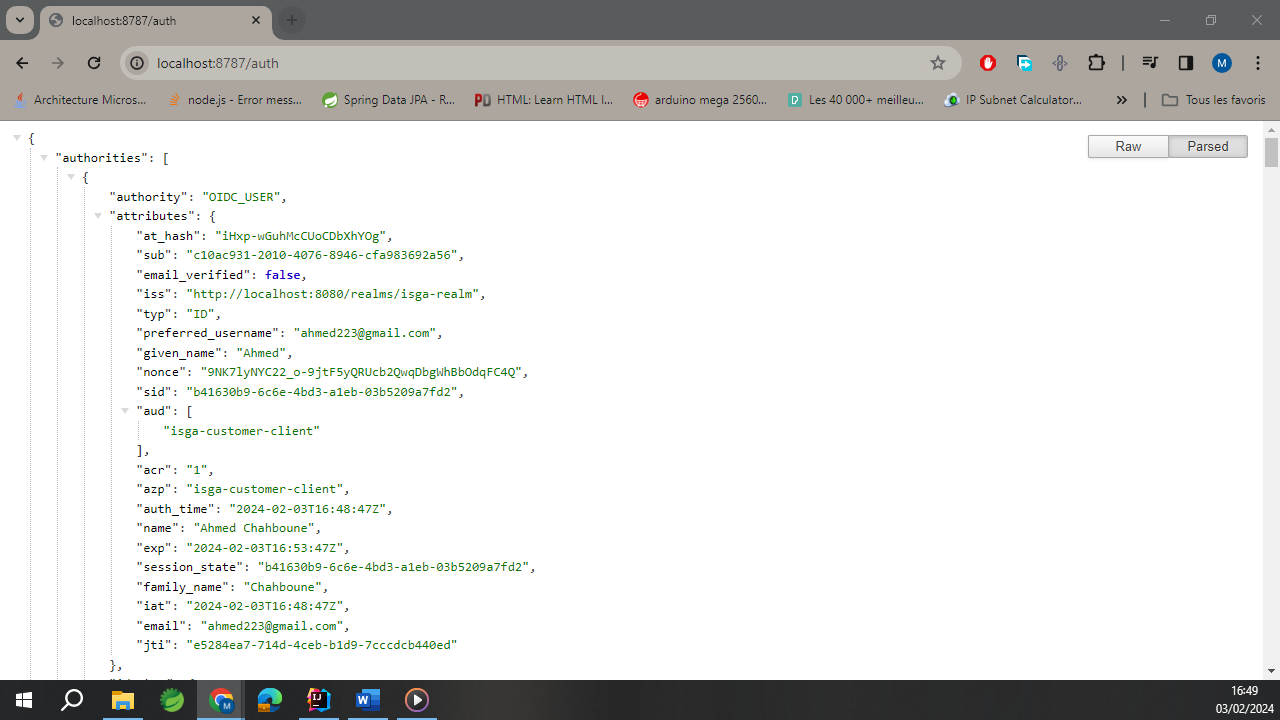 localhost:8787/auth
localhost:8787/auth
M
Architecture Micros...
node.js - Error mess...
Spring Data JPA - R...
HTML: Learn HTML I...
arduino mega 2560...
Les 40 000+ meilleu...
IP Subnet Calculator...
Tous les favoris
Raw
Parsed
{
"authorities": [
{
"authority": "OIDC_USER",
"attributes": {
"at_hash": "iHxp-wGuhMcCUoCDbXhYOg",
"sub": "c10ac931-2010-4076-8946-cfa983692a56",
"email_verified": false,
"iss": "http://localhost:8080/realms/isga-realm",
"typ": "ID",
"preferred_username": "ahmed223@gmail.com",
"given_name": "Ahmed",
"nonce": "9NK7lyNYC22_o-9jtF5yQRUcb2QwqDbgWhBbOdqFC4Q",
"sid": "b41630b9-6c6e-4bd3-a1eb-03b5209a7fd2",
"aud": [
"isga-customer-client"
],
"acr": "1",
"azp": "isga-customer-client",
"auth_time": "2024-02-03T16:48:47Z",
"name": "Ahmed Chahboune",
"exp": "2024-02-03T16:53:47Z",
"session_state": "b41630b9-6c6e-4bd3-a1eb-03b5209a7fd2",
"family_name": "Chahboune",
"iat": "2024-02-03T16:48:47Z",
"email": "ahmed223@gmail.com",
"jti": "e5284ea7-714d-4ceb-b1d9-7cccdcb440ed"
},
16:49
03/02/2024